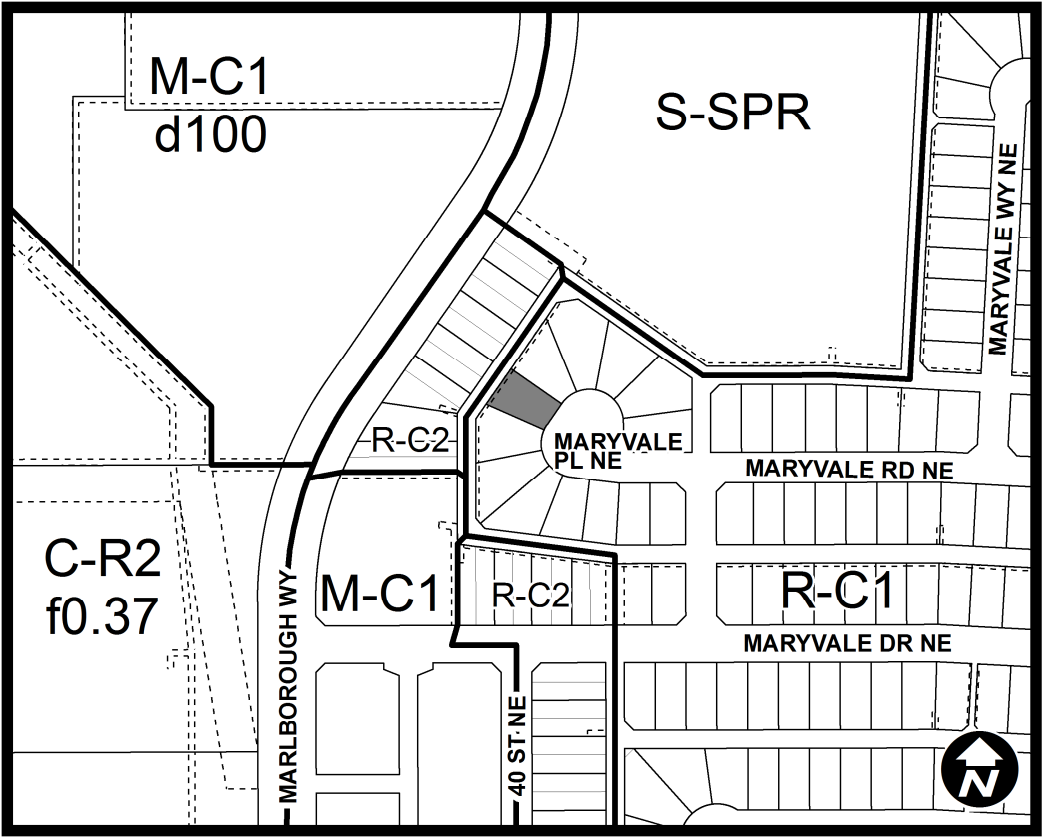 M-C1
d100
S-SPR
MARYVALE WY NE
R-C2
MARYVALE
PL NE
MARYVALE RD NE
C-R2
f0.37
MARLBOROUGH WY
M-C1
R-C2
R-C1
MARYVALE DR NE
40 ST NE
N